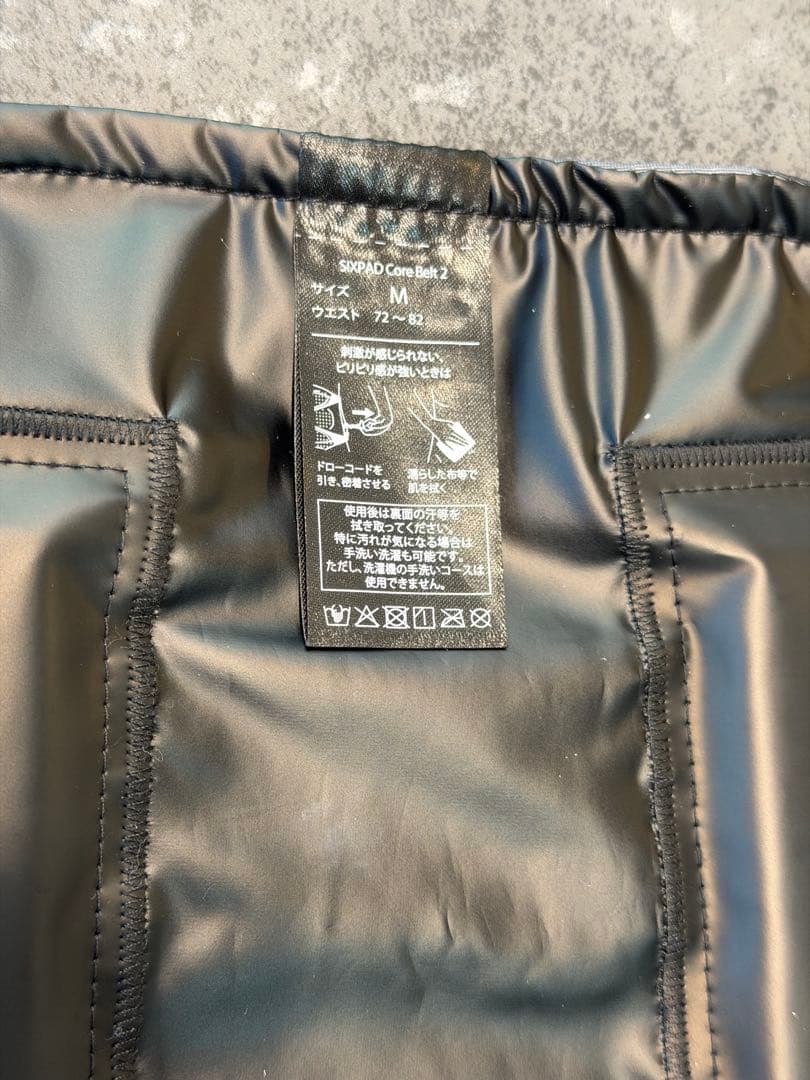 SIXPAD Core Belt 2
サイズ M
ウエスト 72～82
刺激が感じられない、
ピリピリ感が強いときは
ドローコードを
引き、密着させる
濡らした布等で
肌を拭く
使用後は裏面の汗等を
拭き取ってください。
特に汚れが気になる場合は
手洗い洗濯も可能です。
ただし、洗濯機の手洗いコースは
使用できません。